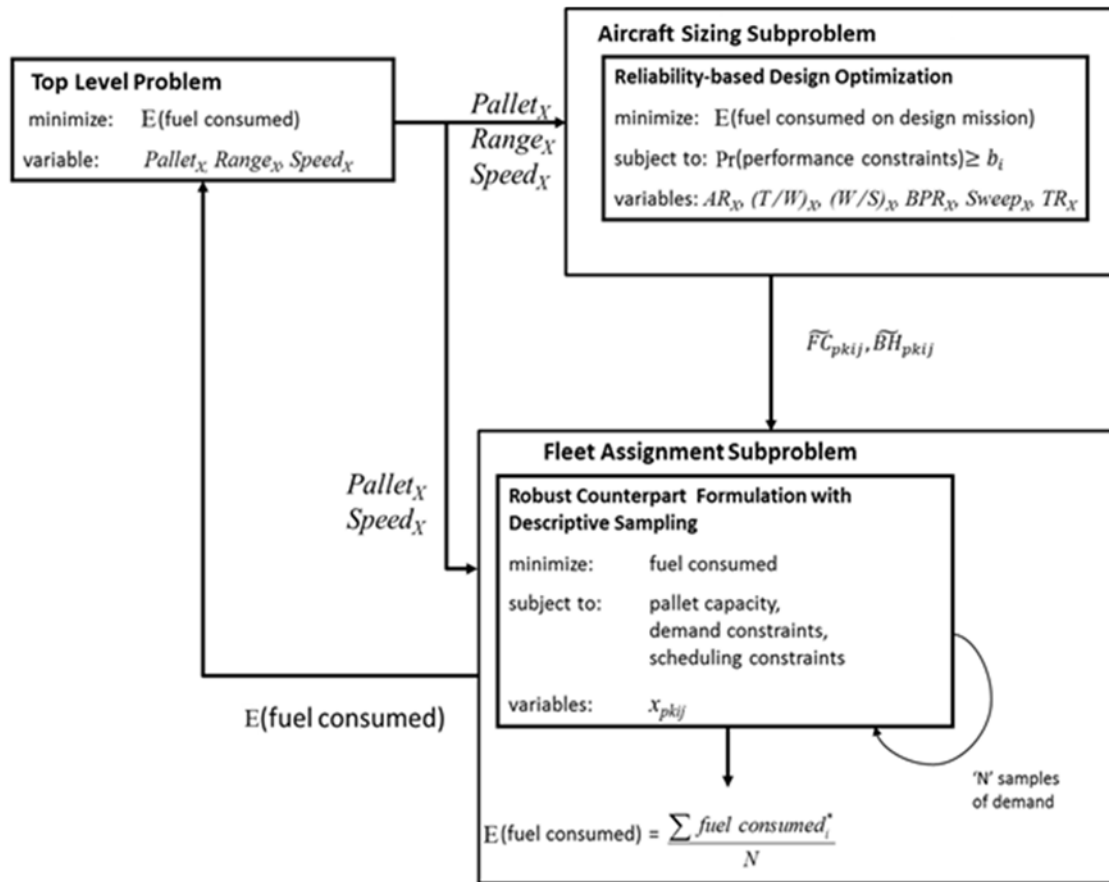 Top Level Problem
minimize: E(fuel consumed)
variable: Pallet_X, Range_X, Speed_X
Pallet_X
Range_X
Speed_X
Aircraft Sizing Subproblem
Reliability-based Design Optimization
minimize: E(fuel consumed on design mission)
subject to: Pr(performance constraints)≥ b_i
variables: AR_X, (T/W)_X, (W/S)_X, BPR_X, Sweep_X, TR_X
F͠C_pkij, B͠H_pkij
Pallet_X
Speed_X
Fleet Assignment Subproblem
Robust Counterpart Formulation with
Descriptive Sampling
minimize: fuel consumed
subject to: pallet capacity,
demand constraints,
scheduling constraints
variables: x_pkij
'N' samples
of demand
E(fuel consumed)
E(fuel consumed) = ∑ fuel consumed_i^*
N